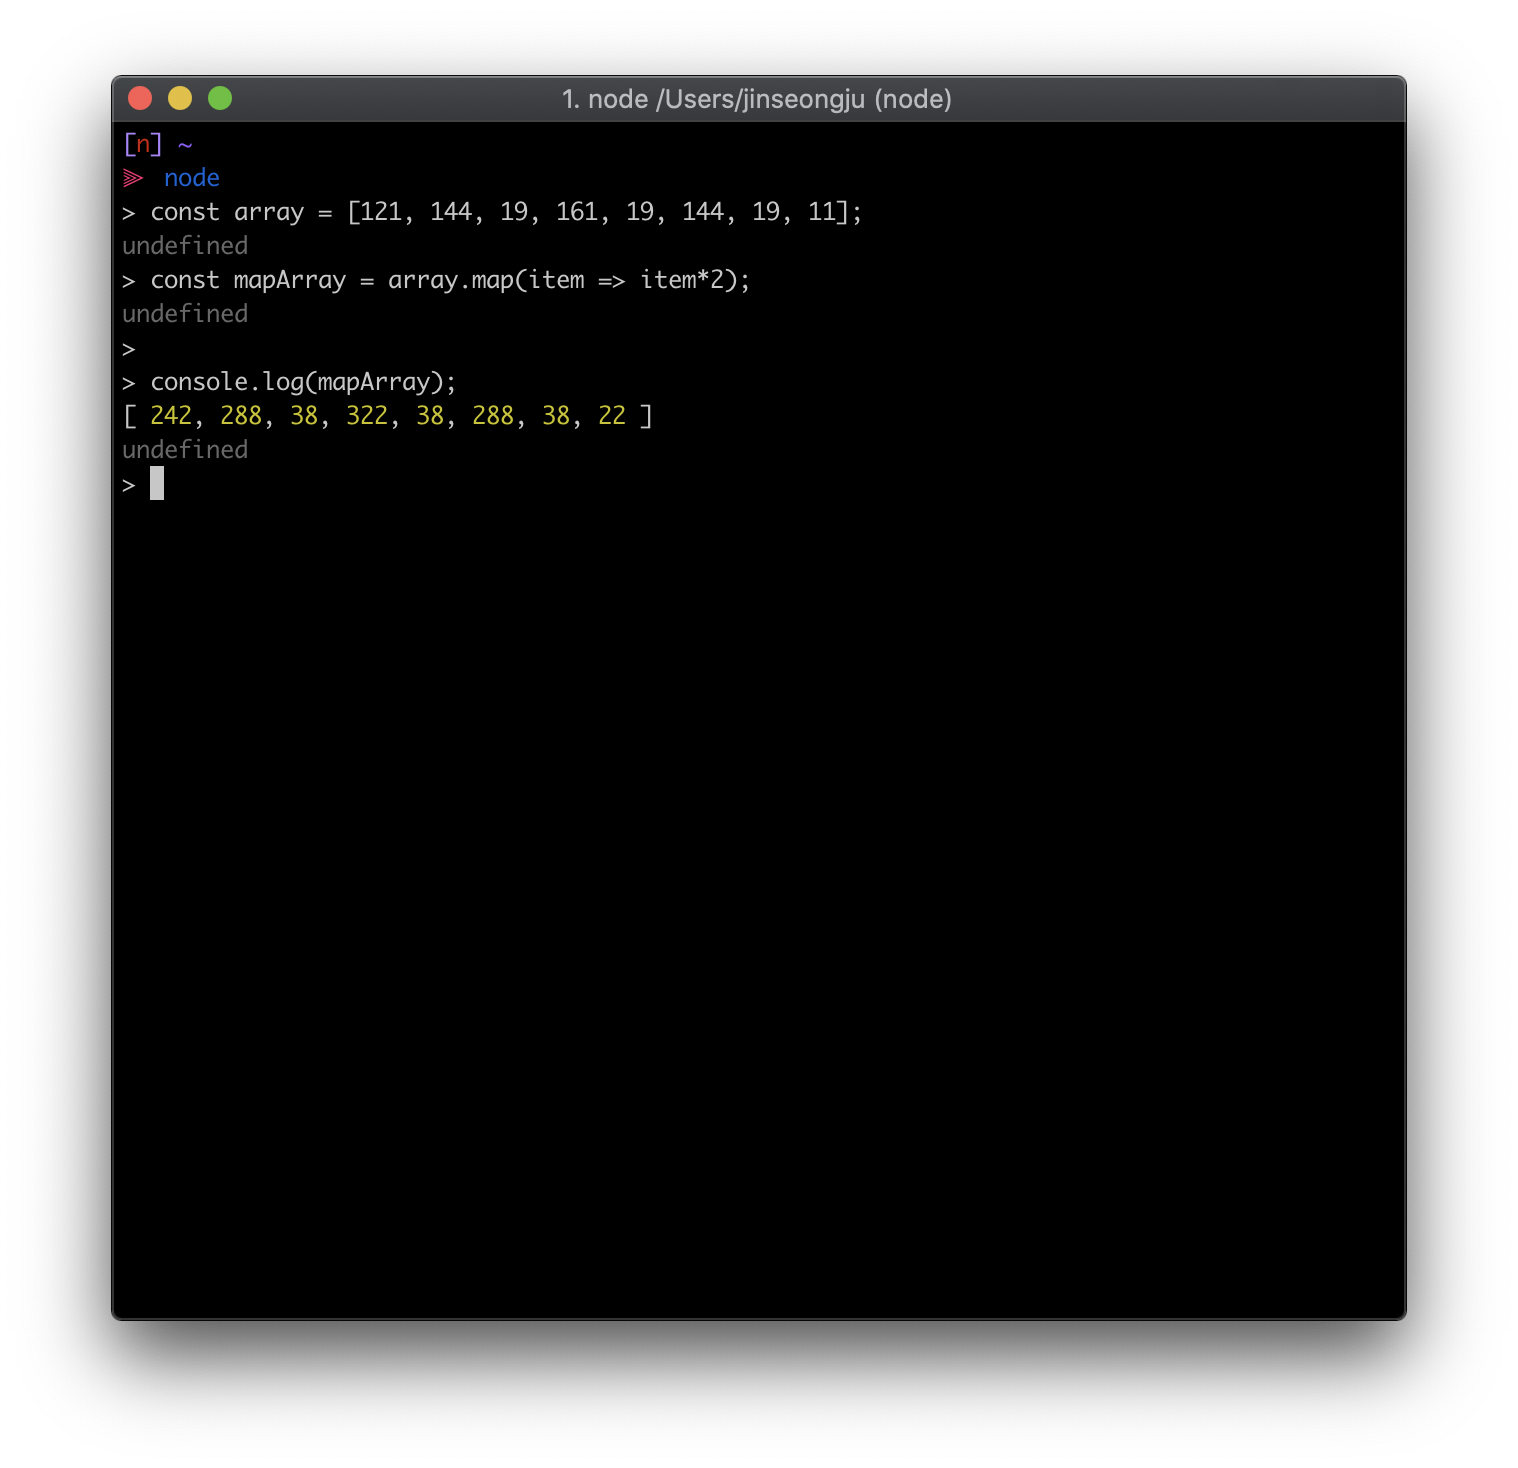 1. node /Users/jinseongju (node)
[n] ~
⫸ node
> const array = [121, 144, 19, 161, 19, 144, 19, 11];
undefined
> const mapArray = array.map(item => item*2);
undefined
>
> console.log(mapArray);
[ 242, 288, 38, 322, 38, 288, 38, 22 ]
undefined
>